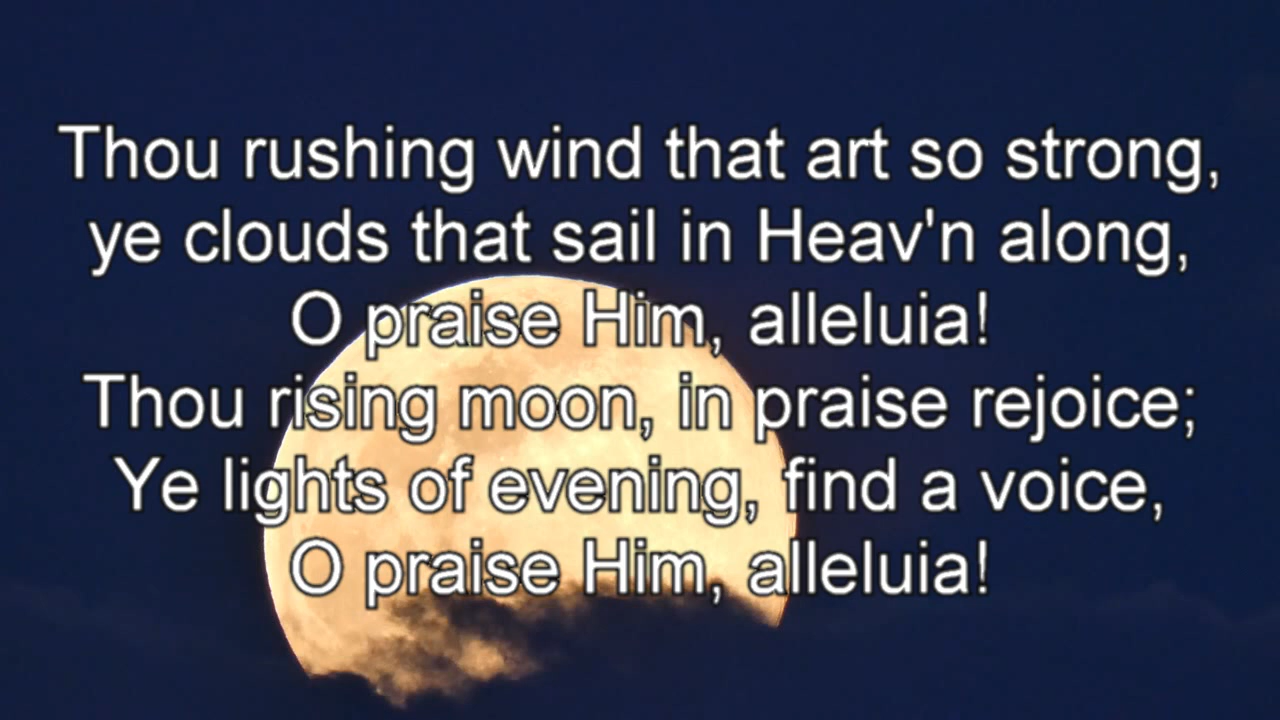 Thou rushing wind that art so strong,
ye clouds that sail in Heav'n along,
O praise Him, alleluia!
Thou rising moon, in praise rejoice;
Ye lights of evening, find a voice,
O praise Him, alleluia!